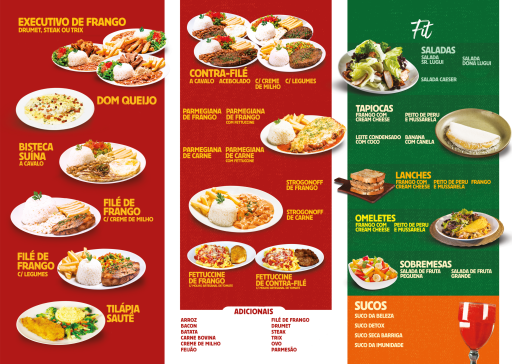 EXECUTIVO DE FRANGO
DRUMET, STEAK OU TRIX
DOM QUEIJO
BISTECA
SUÍNA
A CAVALO
FILÉ DE
FRANGO
C/ CREME DE MILHO
FILÉ DE
FRANGO
C/ LEGUMES
TILÁPIA
SAUTÉ
CONTRA-FILÉ
A CAVALO ACEBOLADO C/ CREME DE MILHO C/ LEGUMES
PARMEGIANA
DE FRANGO
PARMEGIANA
DE FRANGO
COM FETTUCCINE
PARMEGIANA
DE CARNE
PARMEGIANA
DE CARNE
COM FETTUCCINE
STROGONOFF
DE FRANGO
STROGONOFF
DE CARNE
FETTUCCINE
DE FRANGO
FETTUCCINE
DE CONTRA-FILÉ
ADICIONAIS
ARROZ
BACON
BATATA
CARNE BOVINA
CREME DE MILHO
FEIJÃO
FILÉ DE FRANGO
DRUMET
STEAK
TRIX
OVO
PARMESÃO
Fit
SALADAS
SALADA
SR. LUGUI
SALADA
DONA LUGUI
SALADA CAESER
TAPIOCAS
FRANGO COM
CREAM CHEESE
PEITO DE PERU
E MUSSARELA
LEITE CONDENSADO
COM COCO
BANANA
COM CANELA
LANCHES
FRANGO COM
CREAM CHEESE
PEITO DE PERU
E MUSSARELA
FRANGO
OMELETES
FRANGO COM
CREAM CHEESE
PEITO DE PERU
E MUSSARELA
SOBREMESAS
SALADA DE FRUTA
PEQUENA
SALADA DE FRUTA
GRANDE
SUCOS
SUCO DA BELEZA
SUCO DETOX
SUCO SECA BARRIGA
SUCO DA IMUNIDADE